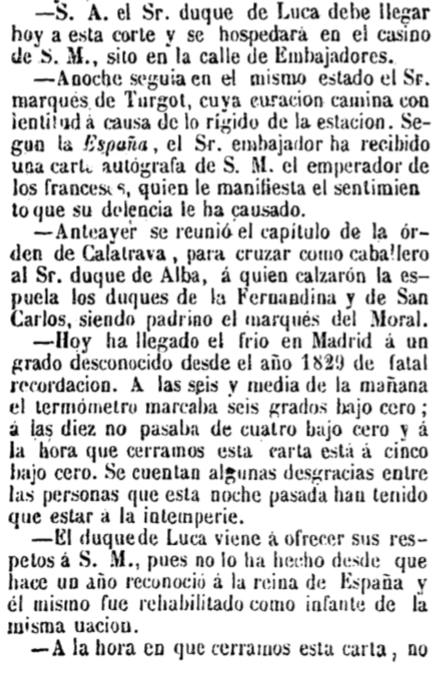 —S. A. el Sr. duque de Luca debe llegar
hoy a esta corte y se hospedará en el casino
de S. M., sito en la calle de Embajadores.
—Anoche seguia en el mismo estado el Sr.
marqués de Turgot, cuya curacion camina con
lentitud á causa de lo rígido de la estacion. Se-
gun la España, el Sr. embajador ha recibido
una carta autógrafa de S. M. el emperador de
los franceses, quien le manifiesta el sentimien
to que su dolencia le ha causado.
—Anteayer se reunió el capítulo de la ór-
den de Calatrava, para cruzar como caballero
al Sr. duque de Alba, á quien calzarón la es-
puela los duques de la Fernandina y de San
Carlos, siendo padrino el marqués del Moral.
—Hoy ha llegado el frio en Madrid á un
grado desconocido desde el año 1829 de fatal
recordacion. A las seis y media de la mañana
el termómetro marcaba seis grados bajo cero;
á las diez no pasaba de cuatro bajo cero y á
la hora que cerramos esta carta está á cinco
bajo cero. Se cuentan algunas desgracias entre
las personas que esta noche pasada han tenido
que estar a la intemperie.
—El duque de Luca viene á ofrecer sus res-
petos á S. M., pues no lo ha hecho desde que
hace un año reconoció á la reina de España y
él mismo fue rehabilitado como infante de la
misma nacion.
—A la hora en que cerramos esta carta, no